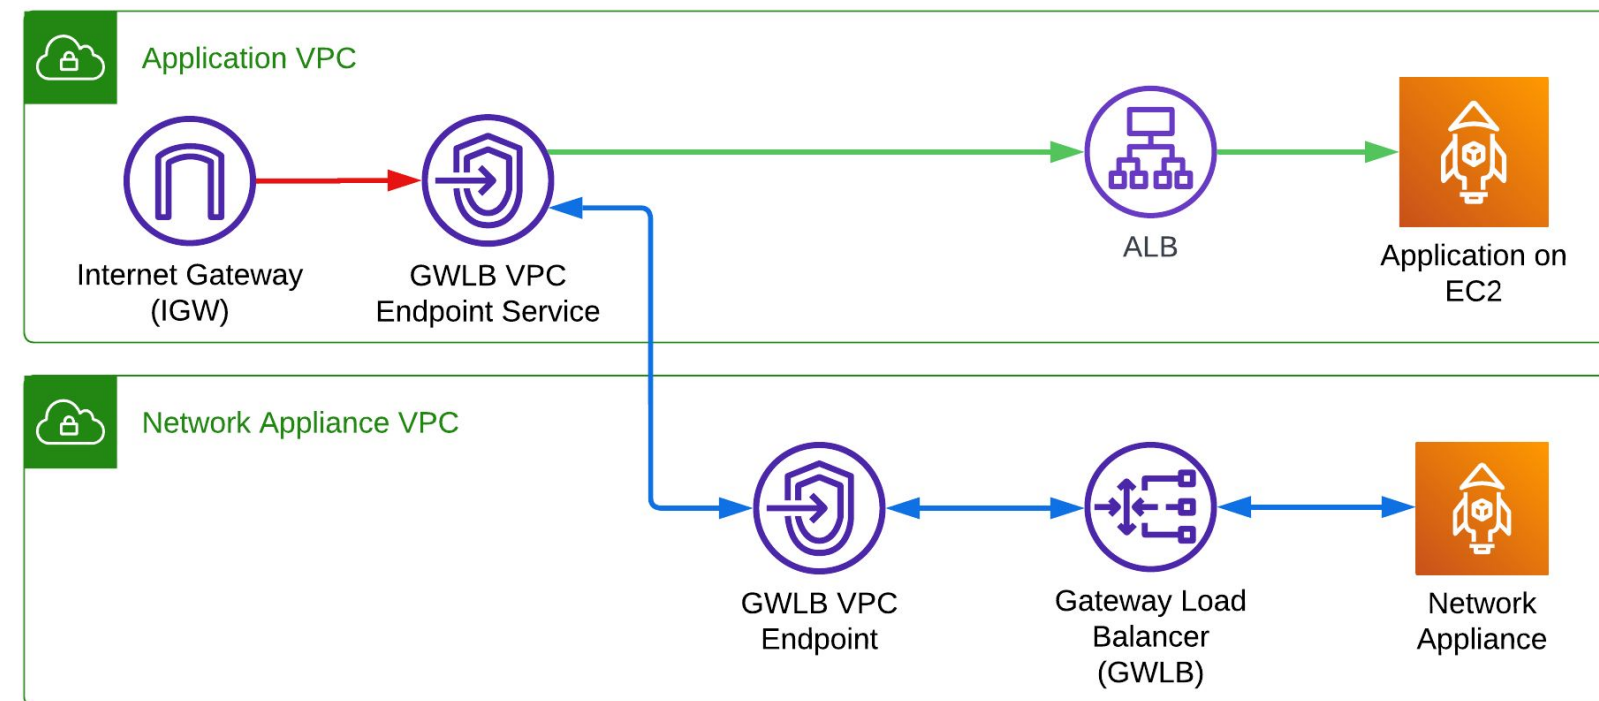 Application VPC
Internet Gateway
(IGW)
GWLB VPC
Endpoint Service
ALB
Application on
EC2
Network Appliance VPC
GWLB VPC
Endpoint
Gateway Load
Balancer
(GWLB)
Network
Appliance